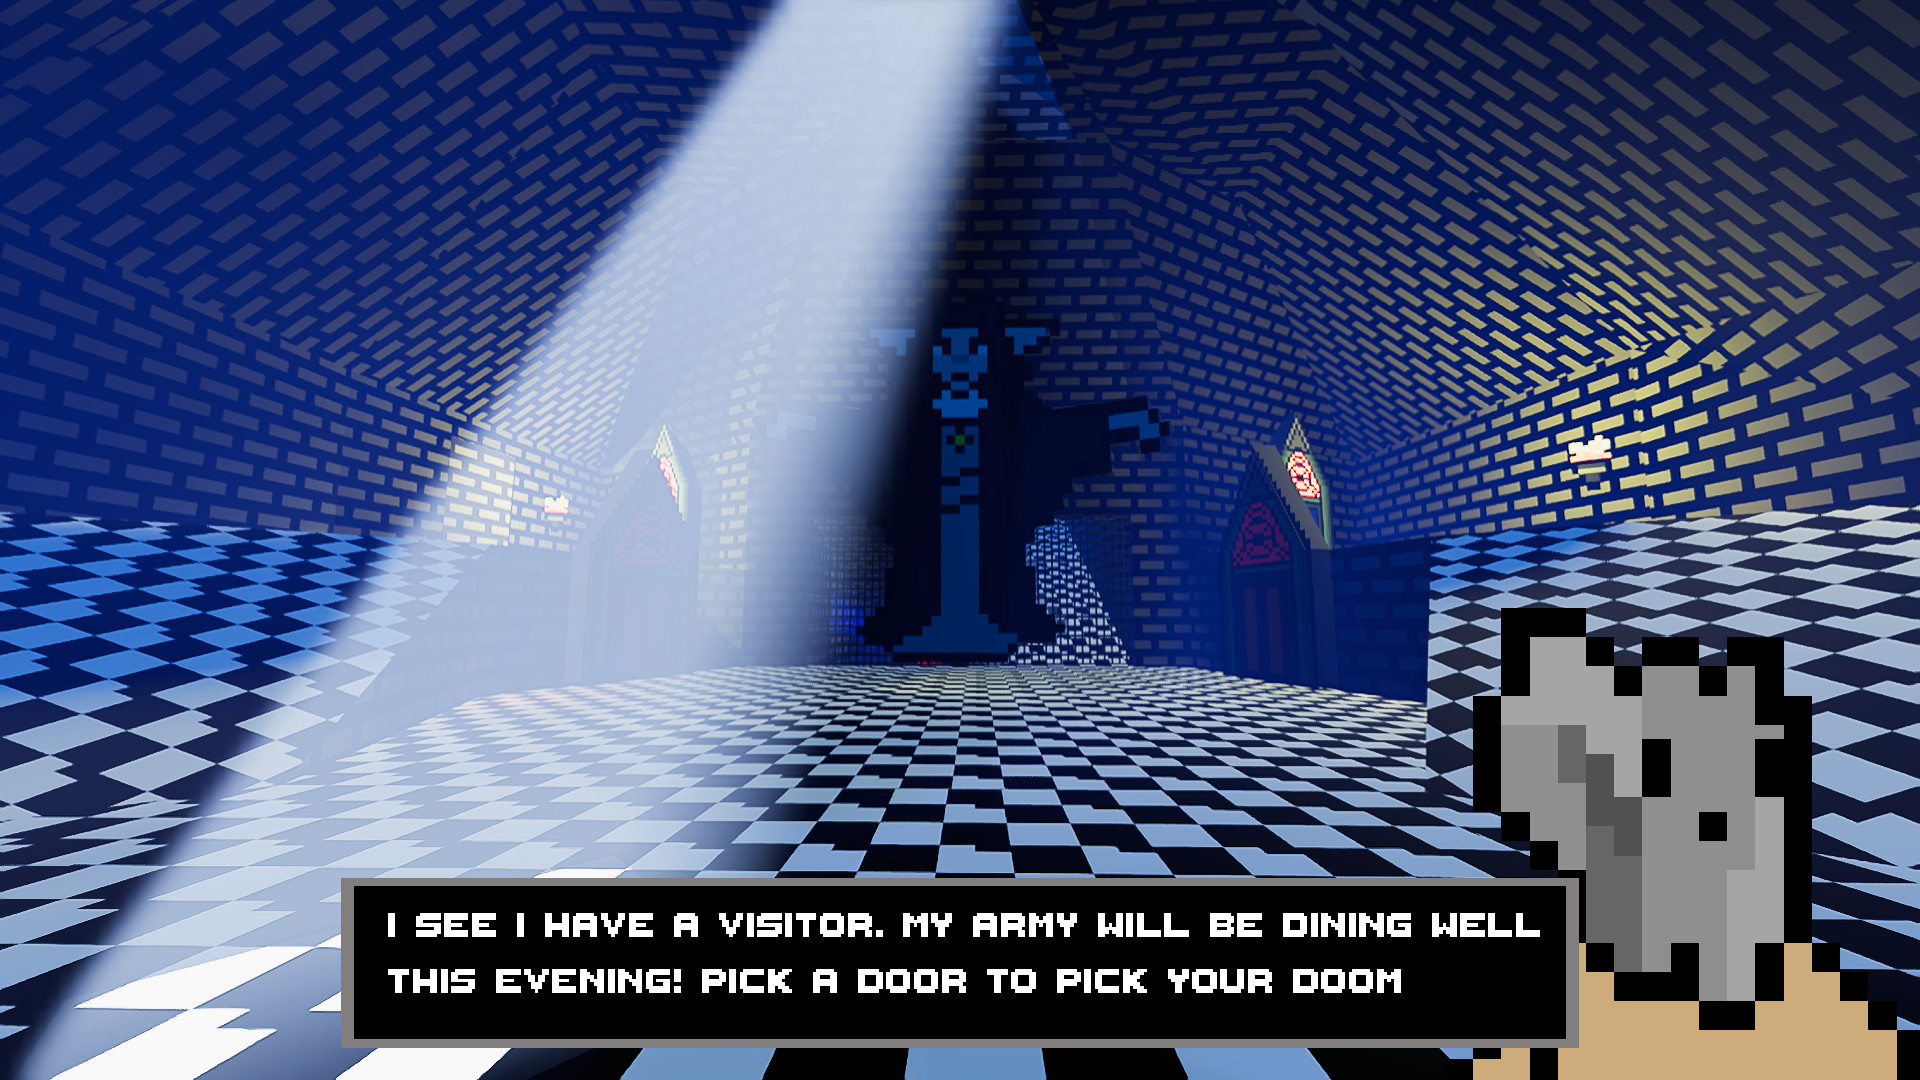 I SEE I HAVE A VISITOR. MY ARMY WILL BE DINING WELL
THIS EVENING! PICK A DOOR TO PICK YOUR DOOM